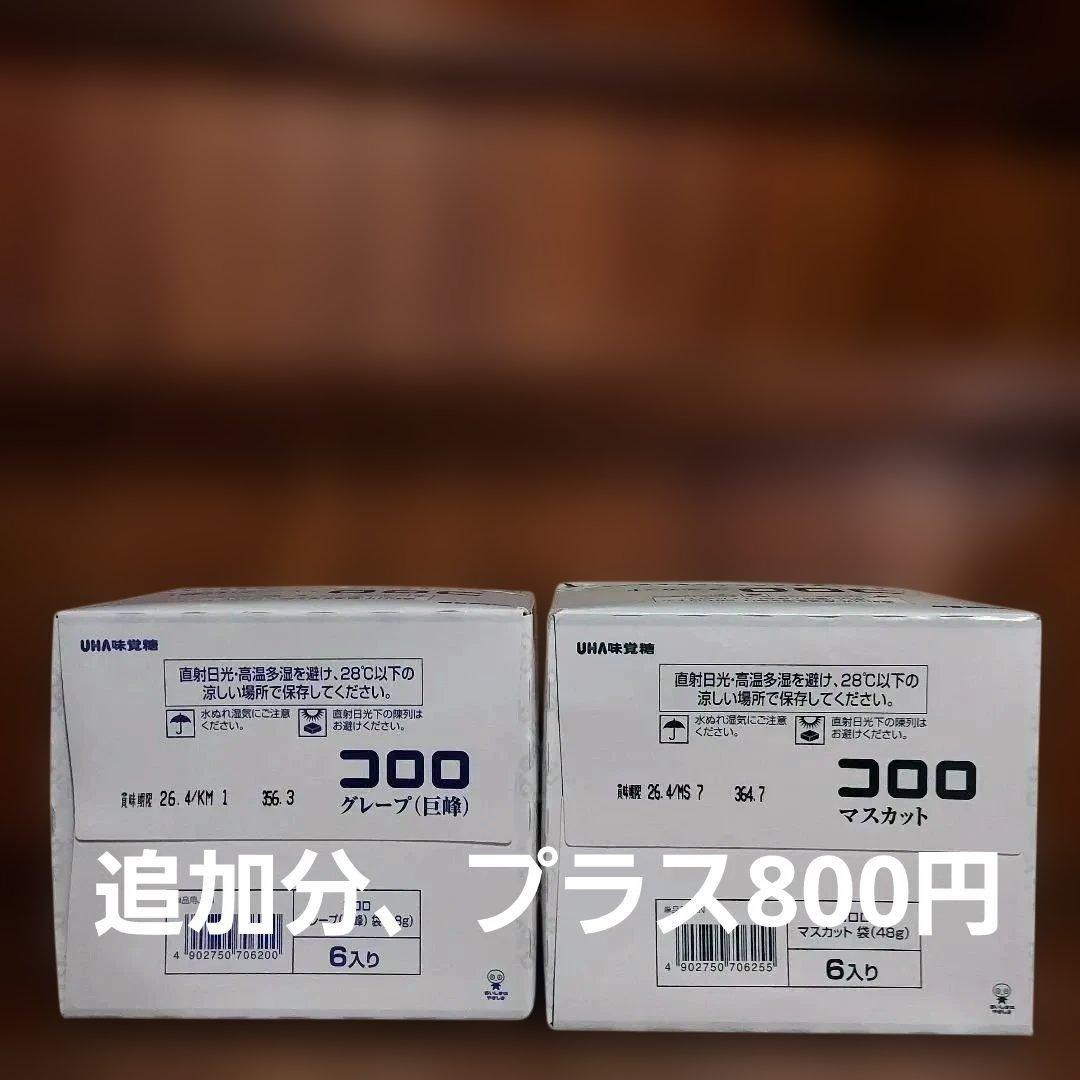 UHA味覚糖
直射日光・高温多湿を避け、28℃以下の
涼しい場所で保存してください。
水ぬれ湿気にご注意
ください。
直射日光下の陳列は
お避けください。
コロロ
グレープ(巨峰)
賞味期限 26.4/KM 1 356.3
6入り
4 902750 706200
UHA味覚糖
直射日光・高温多湿を避け、28℃以下の
涼しい場所で保存してください。
水ぬれ湿気にご注意
ください。
直射日光下の陳列は
お避けください。
コロロ
マスカット
賞味期限 26.4/MS 7 364.7
マスカット 袋(48g)
6入り
4 902750 706255
追加分、プラス800円